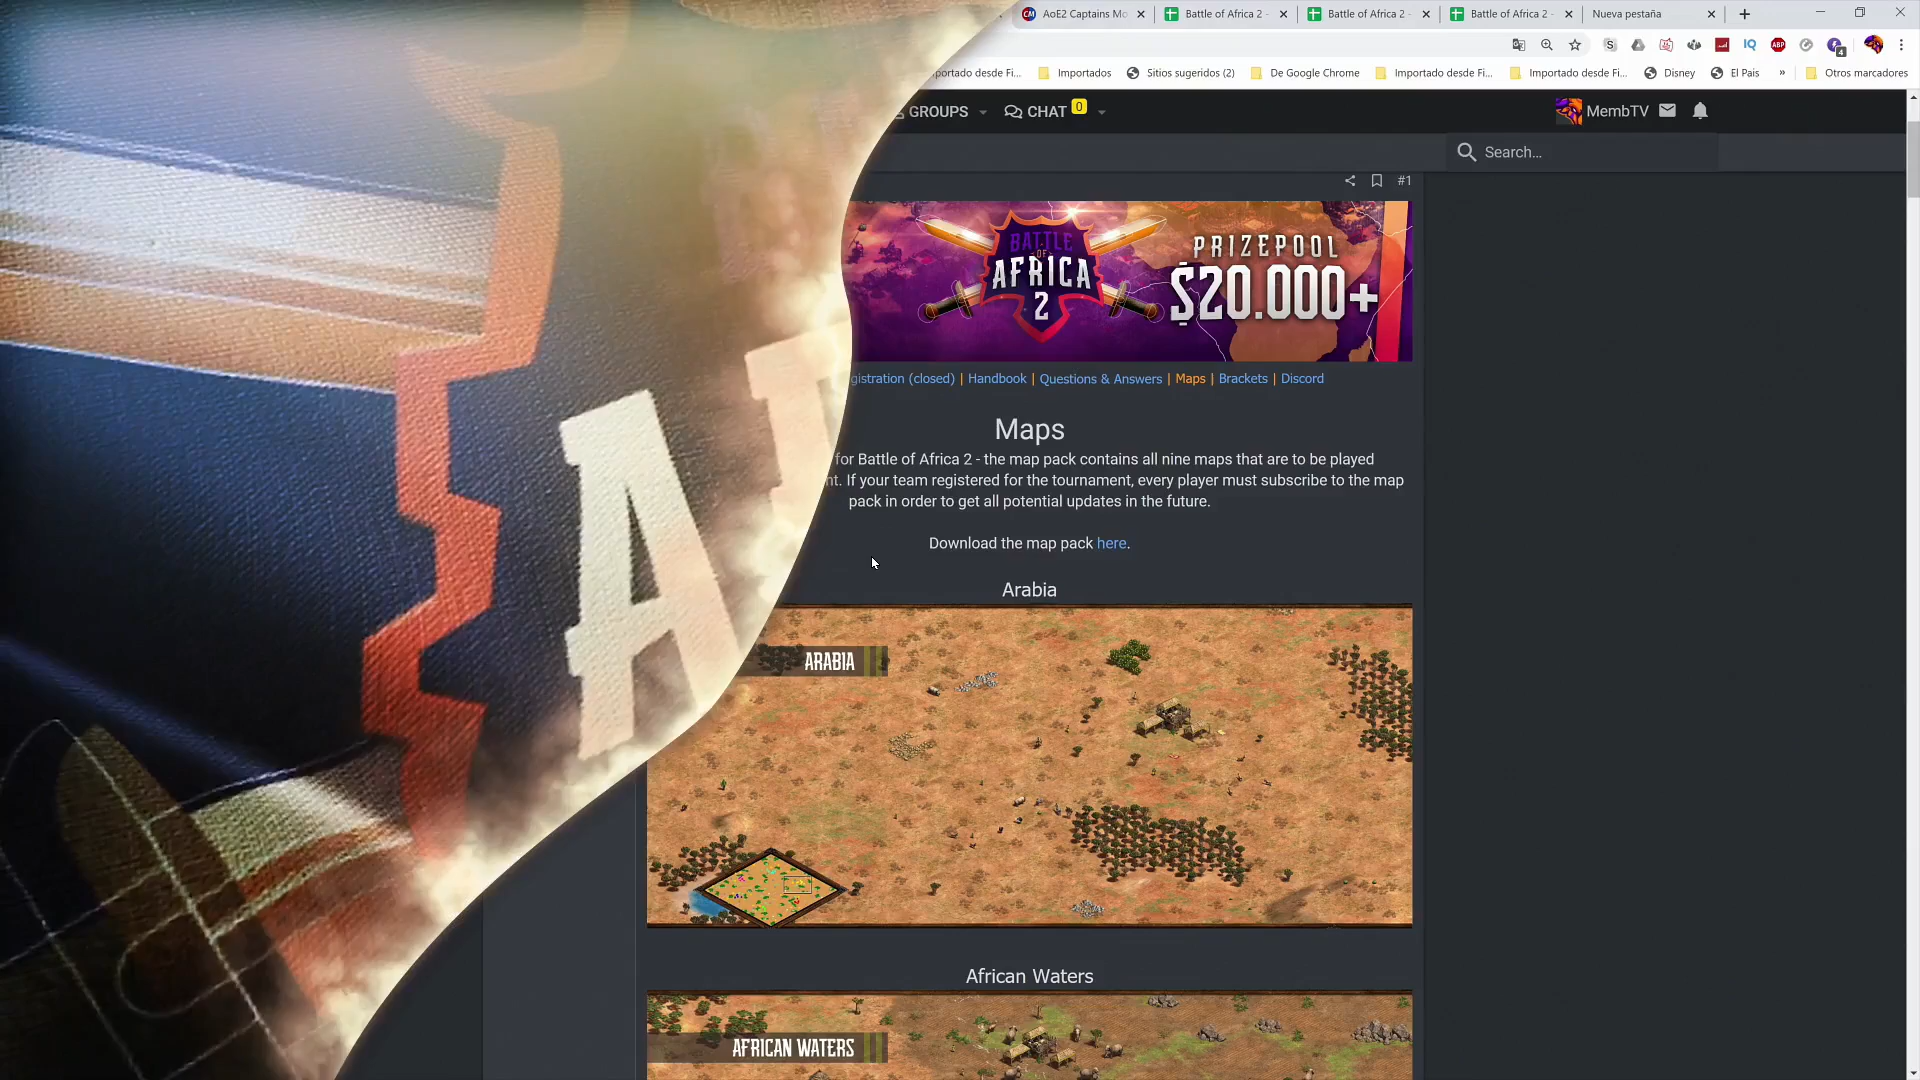 AoE2 Captains Mo
Battle of Africa 2 -
Battle of Africa 2 -
Battle of Africa 2 -
Nueva pestaña
IQ
ABP
4
portado desde Fi...
Importados
Sitios sugeridos (2)
De Google Chrome
Importado desde Fi...
Importado desde Fi...
Disney
El Pais
»
Otros marcadores
GROUPS
CHAT 0
MembTV
Search...
#1
BATTLE
OF
AFRICA
2
PRIZEPOOL
$20.000+
gistration (closed) | Handbook | Questions & Answers | Maps | Brackets | Discord
Maps
for Battle of Africa 2 - the map pack contains all nine maps that are to be played
nt. If your team registered for the tournament, every player must subscribe to the map
pack in order to get all potential updates in the future.
Download the map pack here.
Arabia
ARABIA
African Waters
AFRICAN WATERS
A